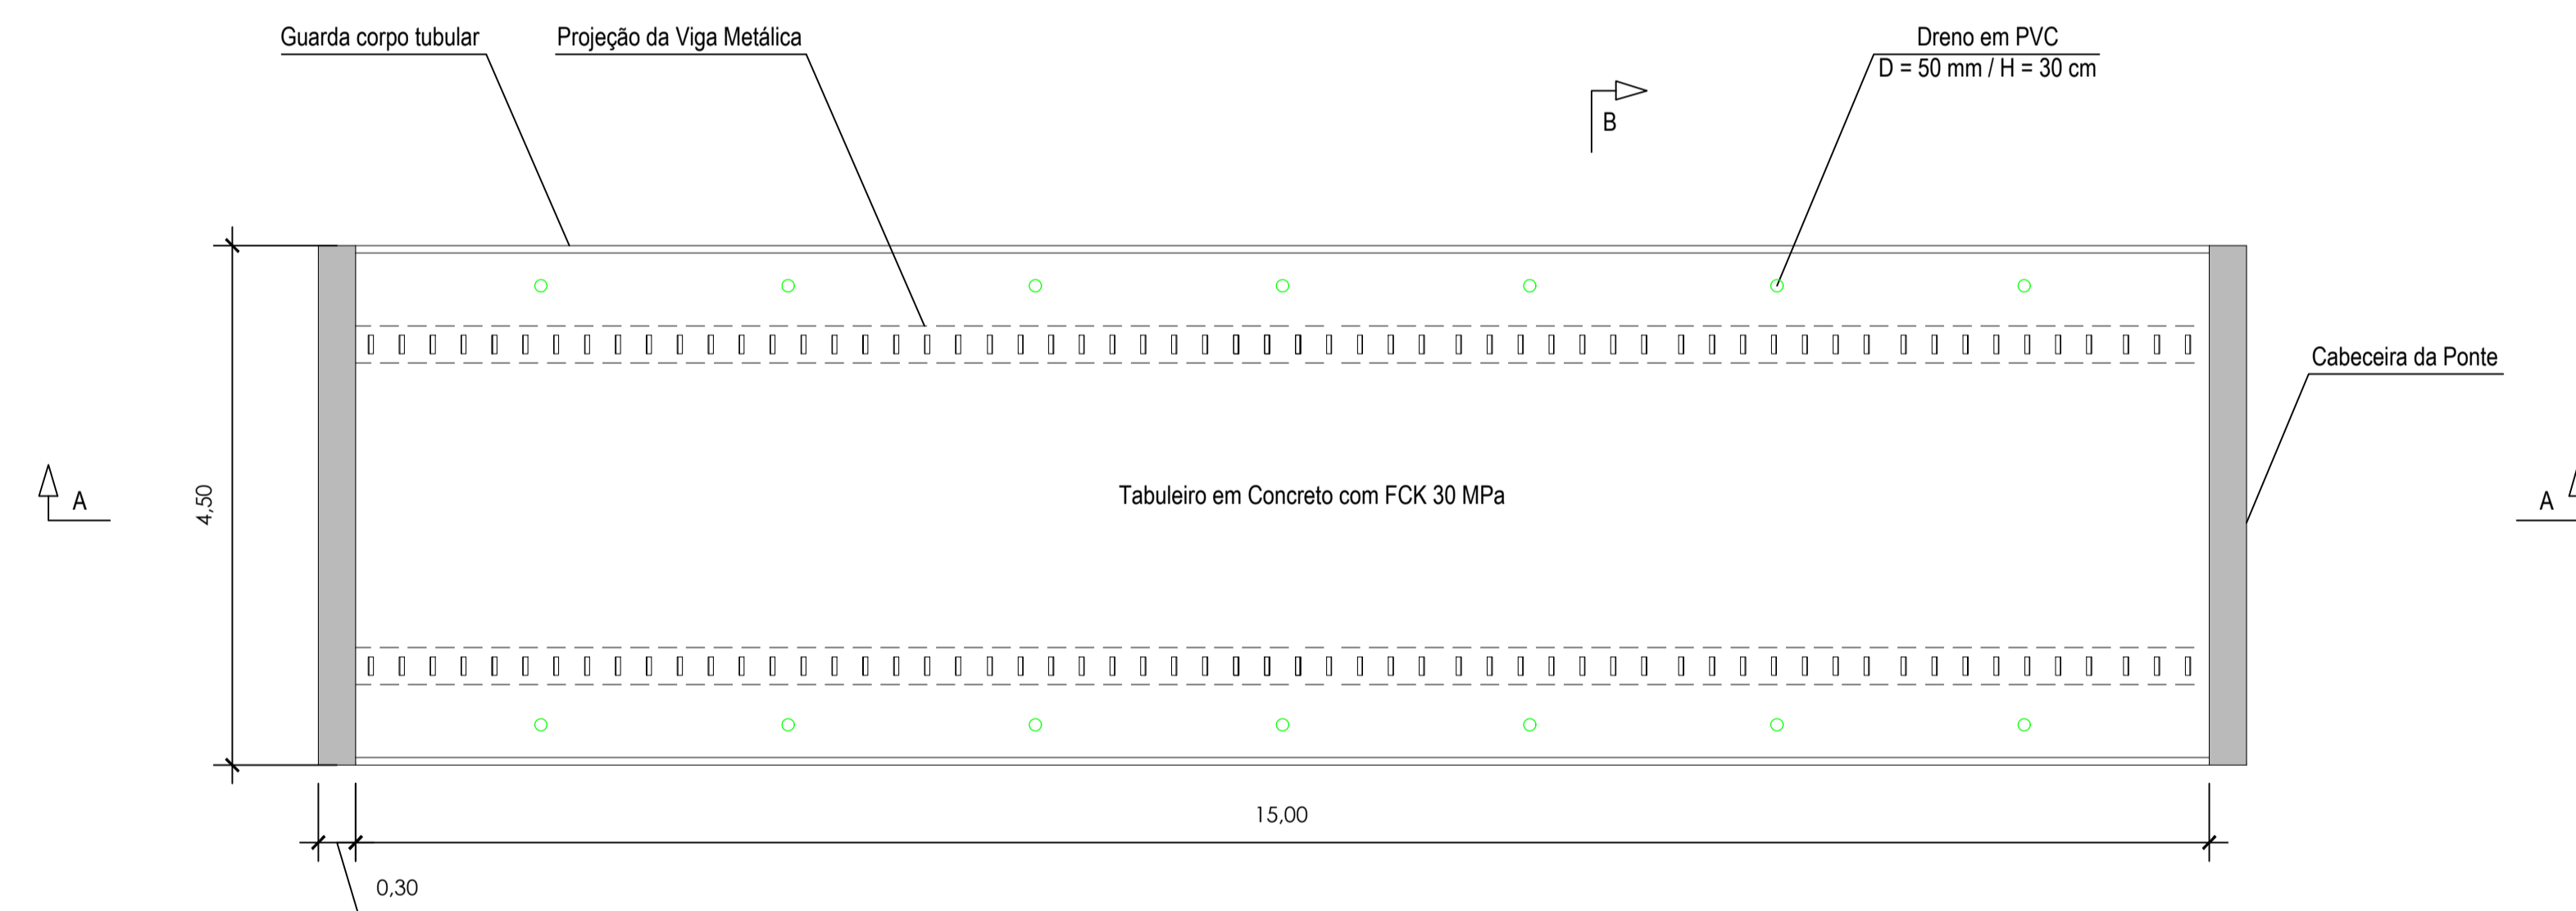 Guarda corpo tubular
Projeção da Viga Metálica
Dreno em PVC
D = 50 mm / H = 30 cm
B
Cabeceira da Ponte
A
4,50
Tabuleiro em Concreto com FCK 30 MPa
A
15,00
0,30